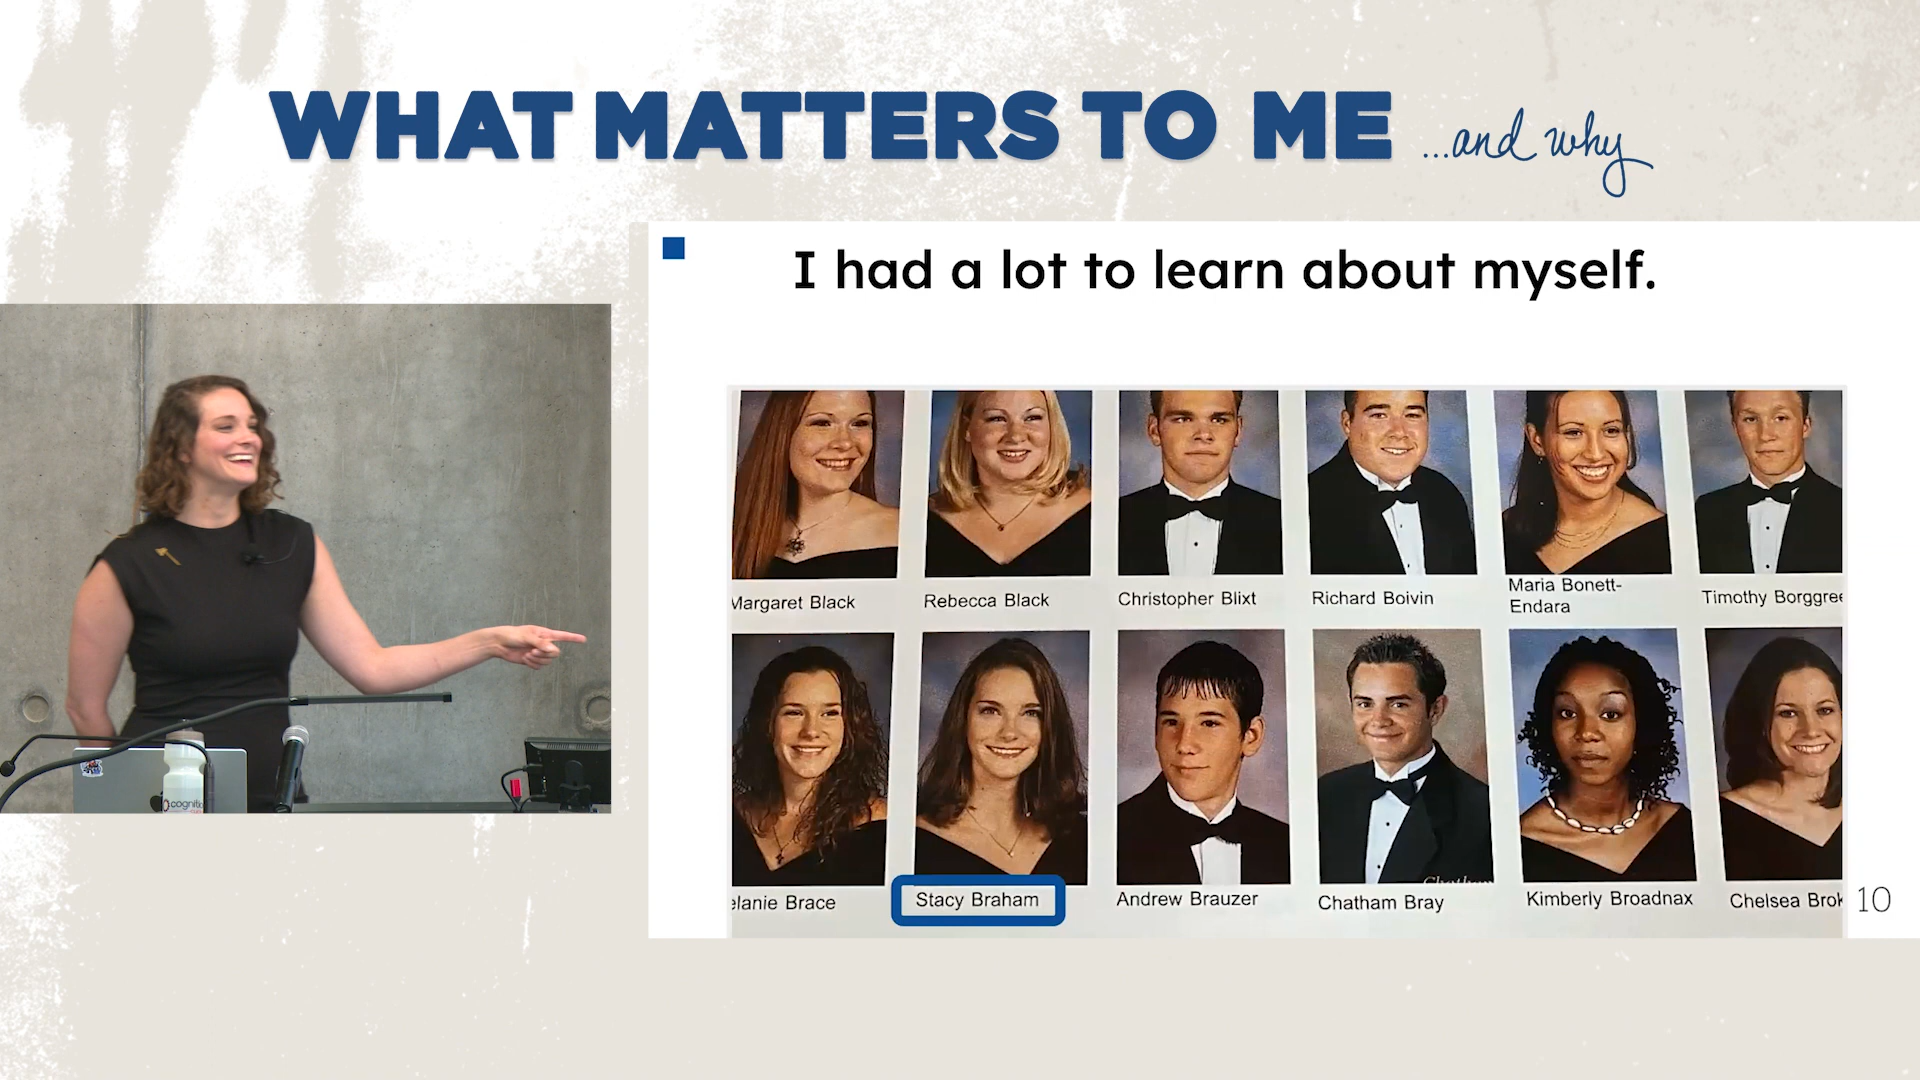 WHAT MATTERS TO ME ...and why
I had a lot to learn about myself.
Margaret Black
Rebecca Black
Christopher Blixt
Richard Boivin
Maria Bonett-
Endara
Timothy Borggree
elanie Brace
Stacy Braham
Andrew Brauzer
Chatham Bray
Kimberly Broadnax
Chelsea Brok
10